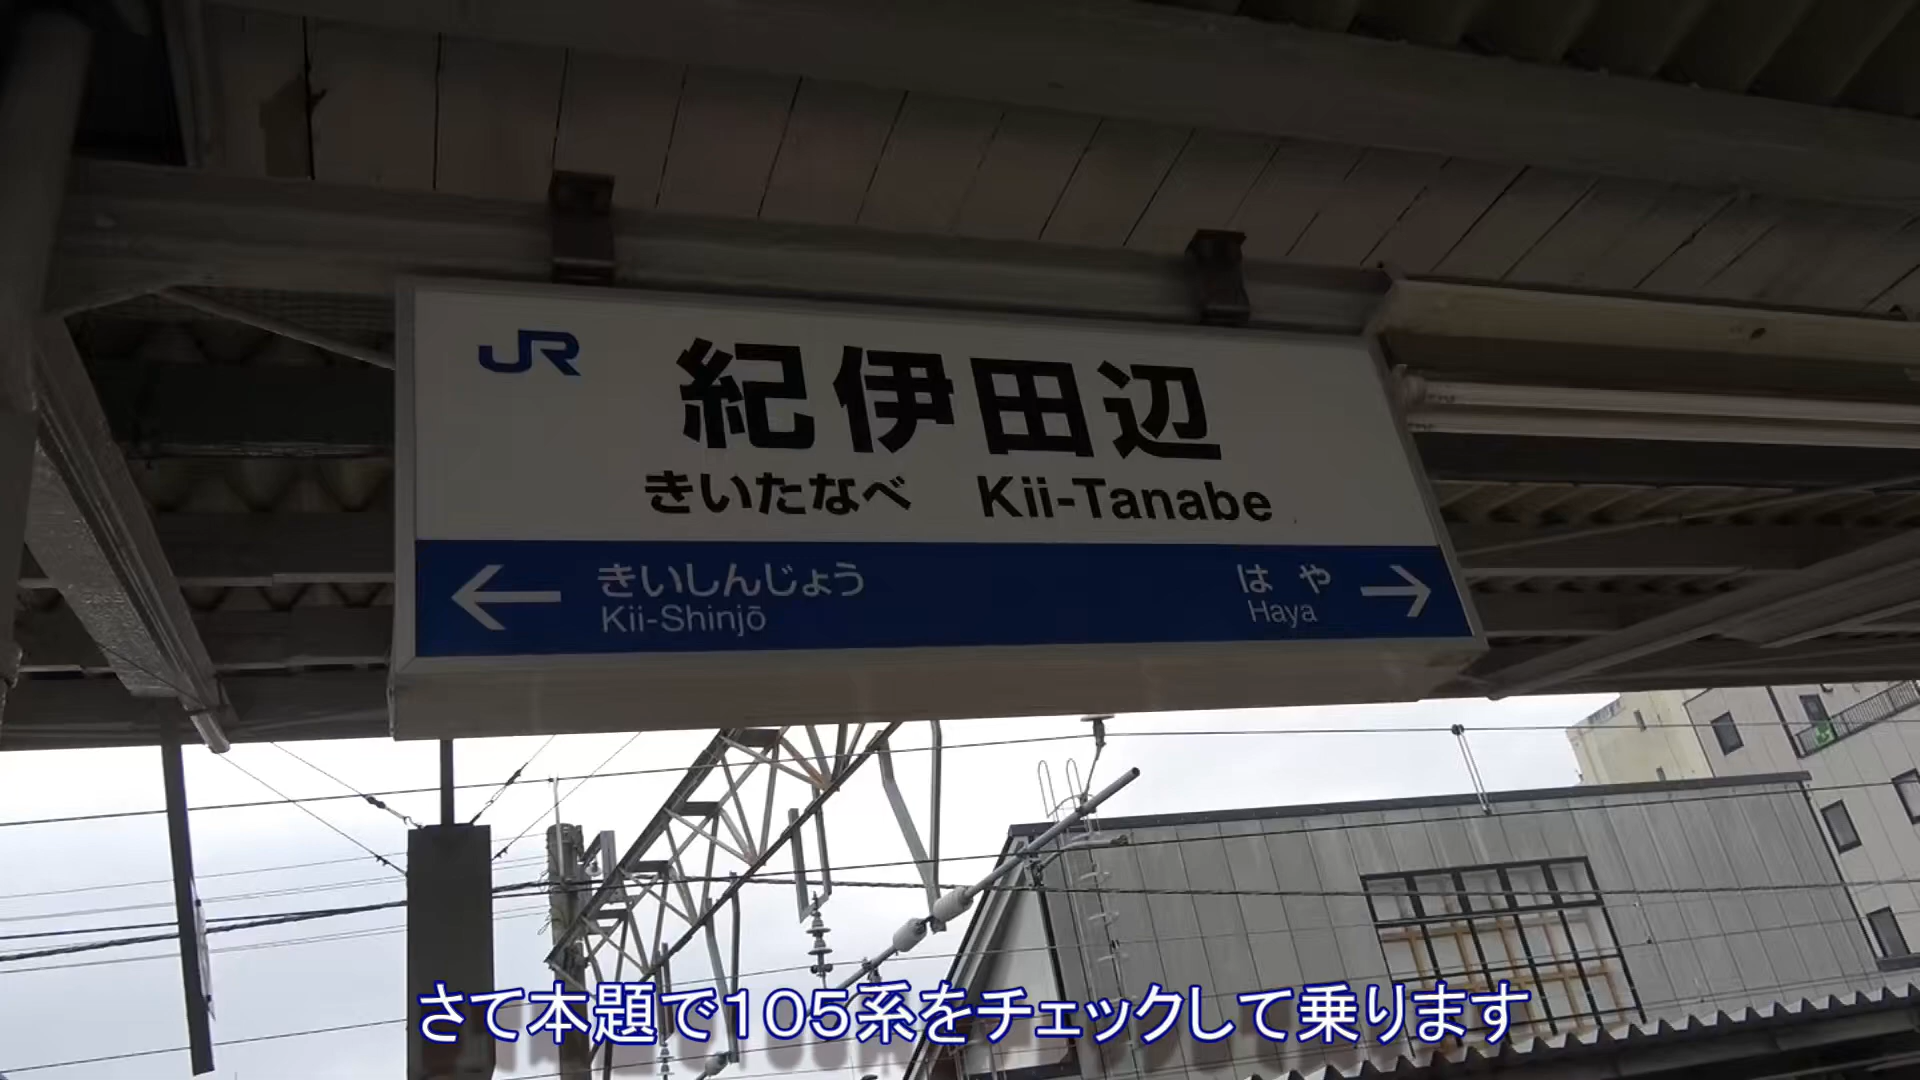 JR
紀伊田辺
きいたなべ Kii-Tanabe
← きいしんじょう
Kii-Shinjō
はや →
Haya
さて本題で105系をチェックして乗ります